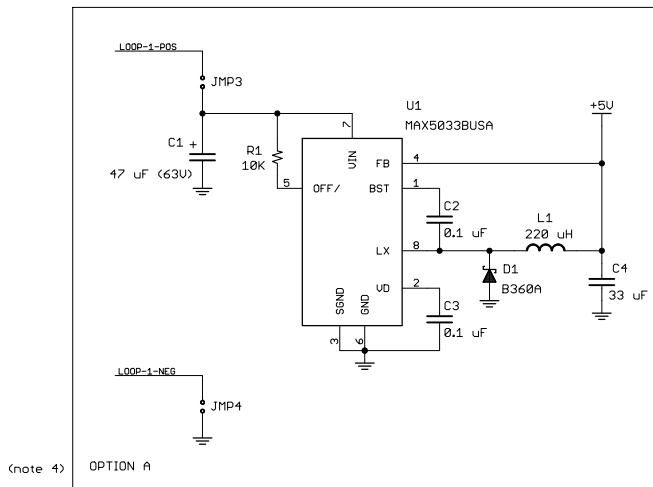 LOOP-1-POS
JMP3
U1
MAX5033BUSA
+5V
7
C1
+
R1
10K
VIN
FB
4
47 uF (63V)
5
OFF/
BST
1
C2
0.1 uF
L1
220 uH
LX
8
D1
B360A
C4
33 uF
VD
2
C3
0.1 uF
SGND
GND
3
6
LOOP-1-NEG
JMP4
(note 4)
OPTION A